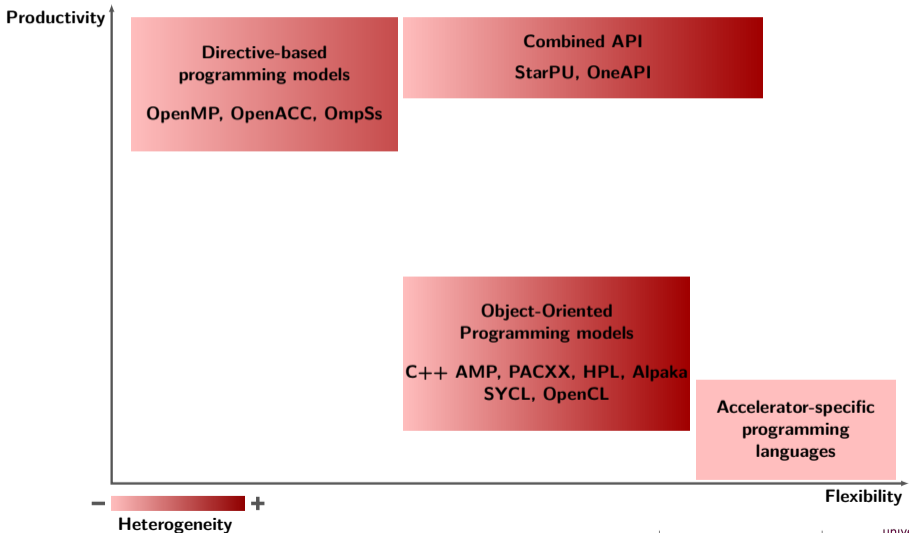 Productivity
Directive-based
programming models
OpenMP, OpenACC, OmpSs
Combined API
StarPU, OneAPI
Object-Oriented
Programming models
C++ AMP, PACXX, HPL, Alpaka
SYCL, OpenCL
Accelerator-specific
programming
languages
Flexibility
− +
Heterogeneity